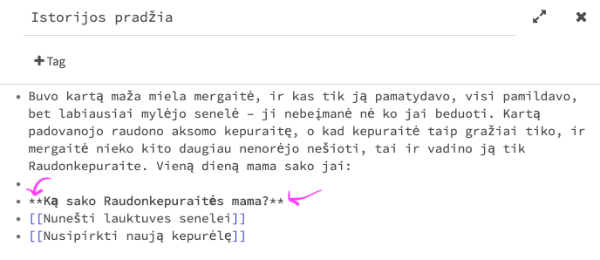 Istorijos pradžia
+Tag
Buvo kartą maža miela mergaitė, ir kas tik ją pamatydavo, visi pamildavo,
bet labiausiai mylėjo senelė – ji nebeįmanė nė ko jai beduoti. Kartą
padovanojo raudono aksomo kepuraitę, o kad kepuraitė taip gražiai tiko, ir
mergaitė nieko kito daugiau nenorėjo nešioti, tai ir vadino ją tik
Raudonkepuraite. Vieną dieną mama sako jai:
**Ką sako Raudonkepuraitės mama?**
[[Nunešti lauktuves senelei]]
[[Nusipirkti naują kepurėlę]]